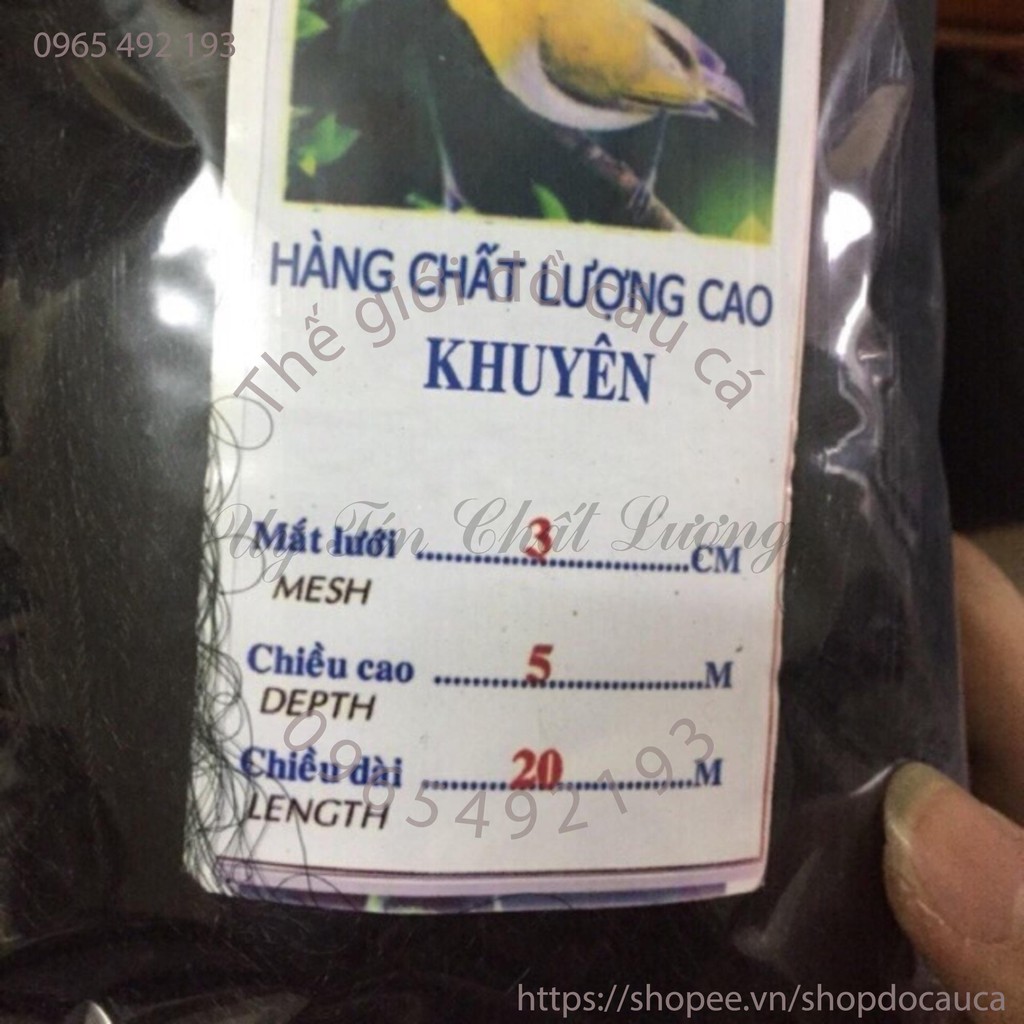 0965 492 193
HÀNG CHẤT LƯỢNG CAO
Thế giới đồ câu cá
KHUYÊN
Uy Tín Chất Lượng
Mắt lưới ........3........CM
MESH
Chiều cao ........5........M
DEPTH
Chiều dài ........20........M
LENGTH
0965492193
https://shopee.vn/shopdocauca